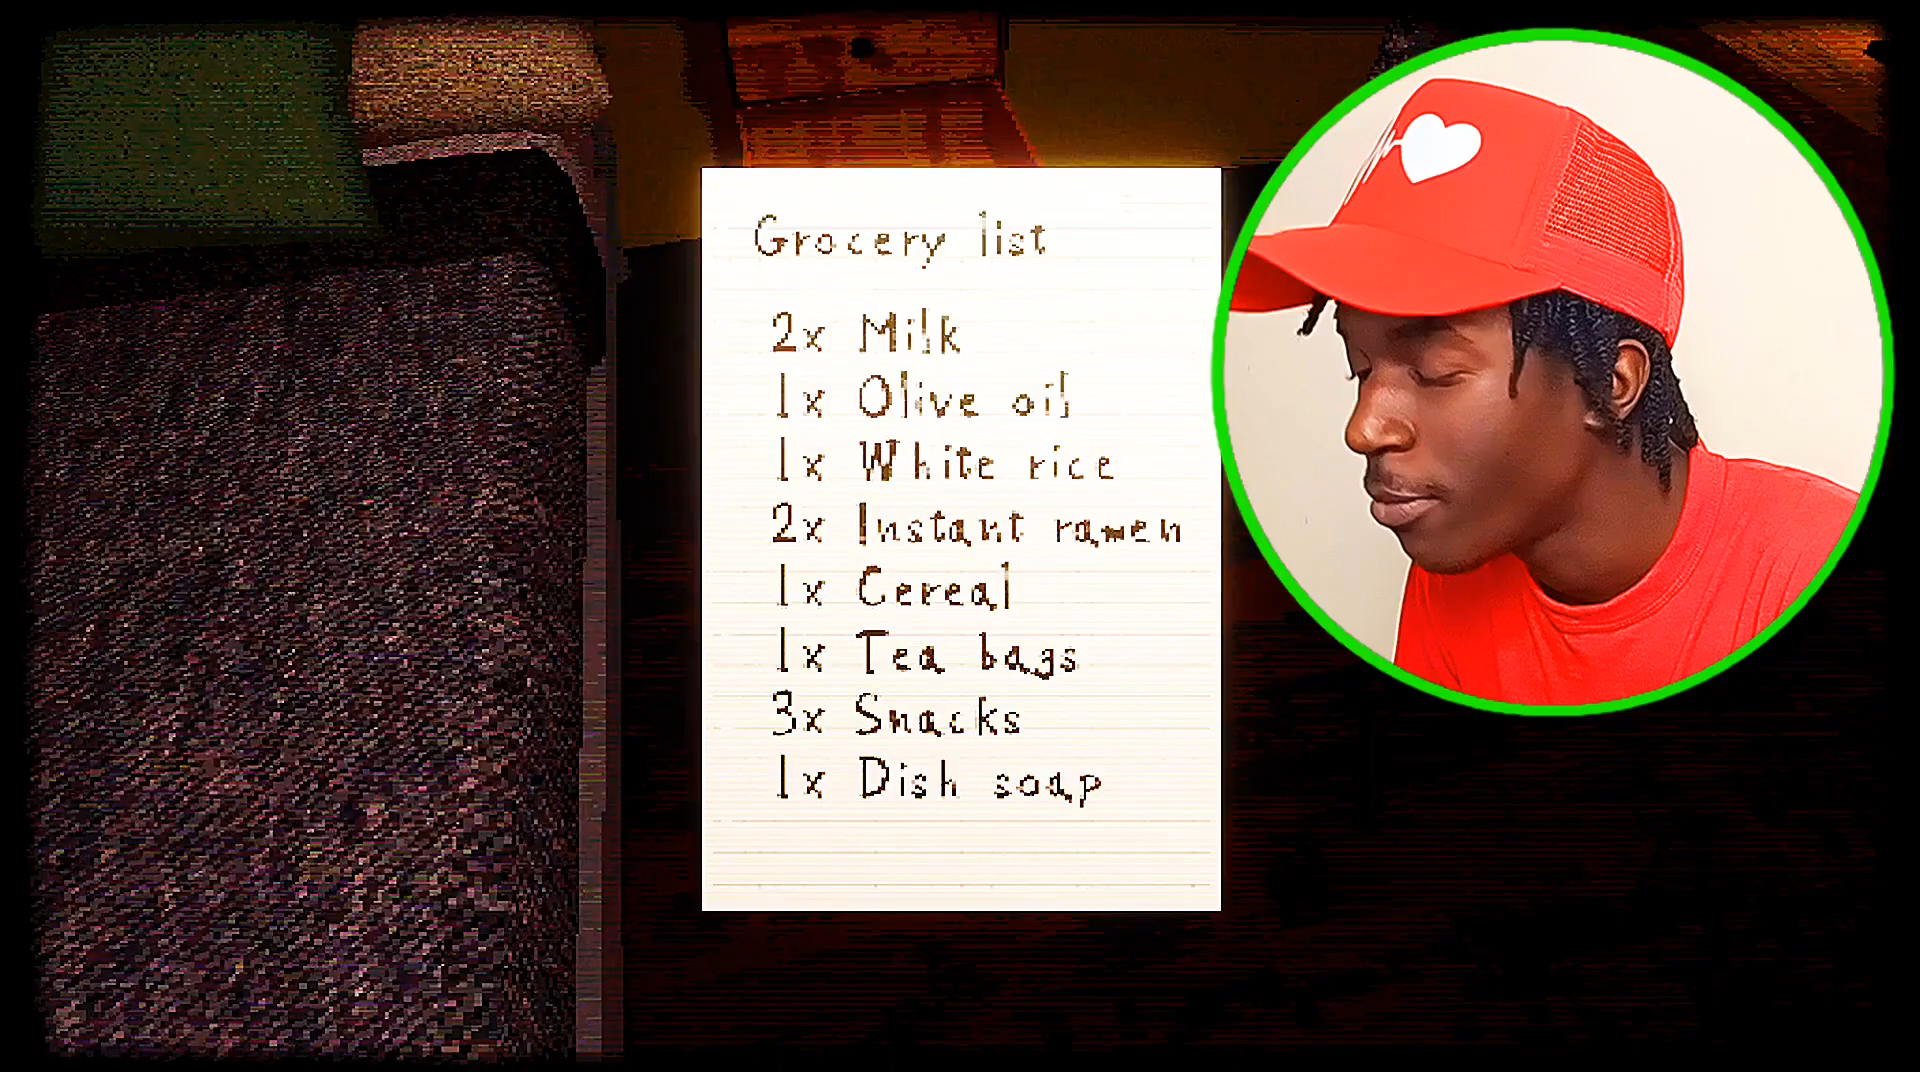 Grocery list
2x Milk
1x Olive oil
1x White rice
2x Instant ramen
1x Cereal
1x Tea bags
3x Snacks
1x Dish soap